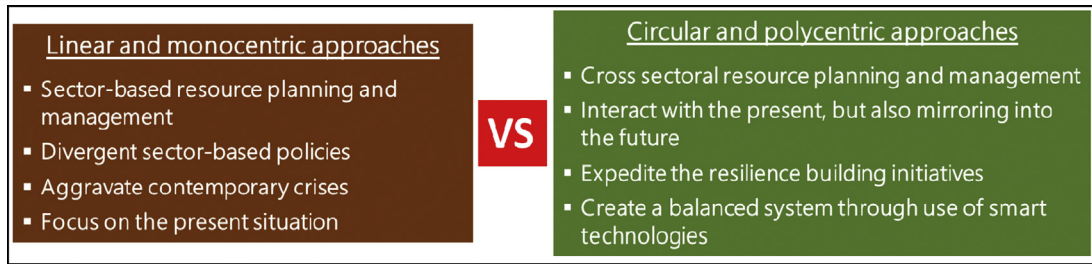 Linear and monocentric approaches
▪ Sector-based resource planning and
management
▪ Divergent sector-based policies
▪ Aggravate contemporary crises
▪ Focus on the present situation
VS
Circular and polycentric approaches
▪ Cross sectoral resource planning and management
▪ Interact with the present, but also mirroring into
the future
▪ Expedite the resilience building initiatives
▪ Create a balanced system through use of smart
technologies